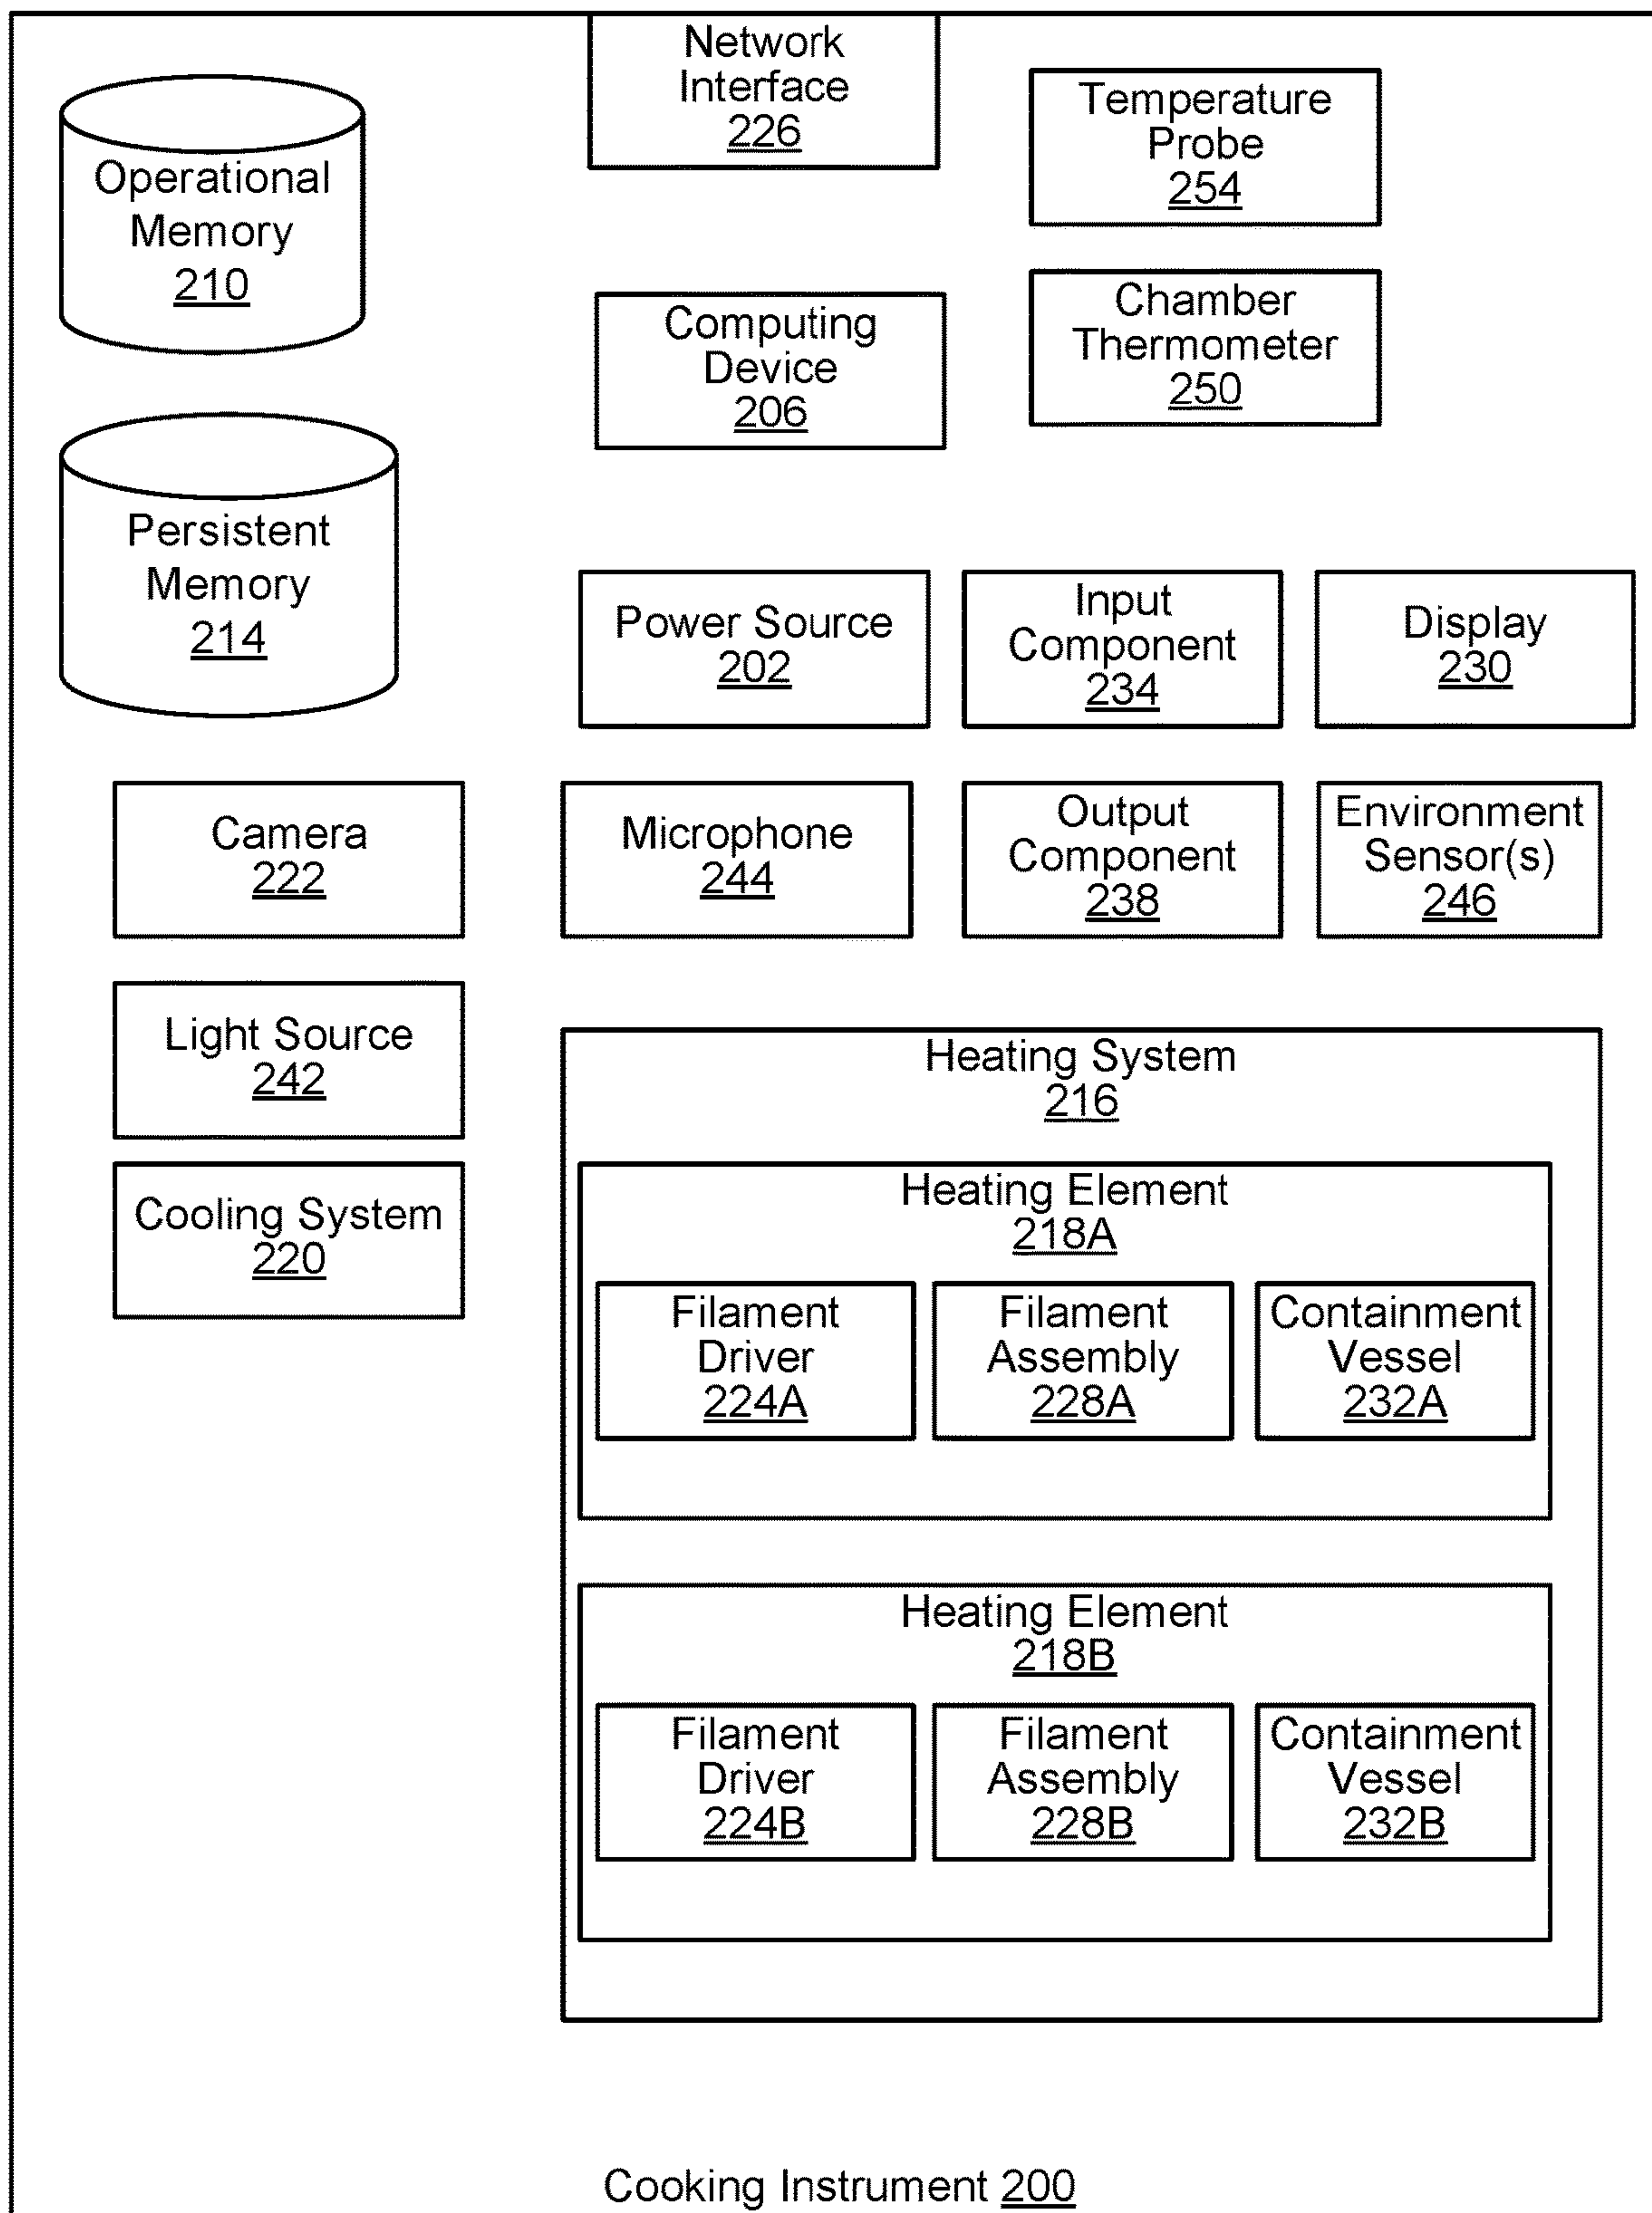 Network
Interface
226
Temperature
Probe
254
Operational
Memory
210
Computing
Device
206
Chamber
Thermometer
250
Persistent
Memory
214
Power Source
202
Input
Component
234
Display
230
Camera
222
Microphone
244
Output
Component
238
Environment
Sensor(s)
246
Light Source
242
Cooling System
220
Heating System
216
Heating Element
218A
Filament
Driver
224A
Filament
Assembly
228A
Containment
Vessel
232A
Heating Element
218B
Filament
Driver
224B
Filament
Assembly
228B
Containment
Vessel
232B
Cooking Instrument 200